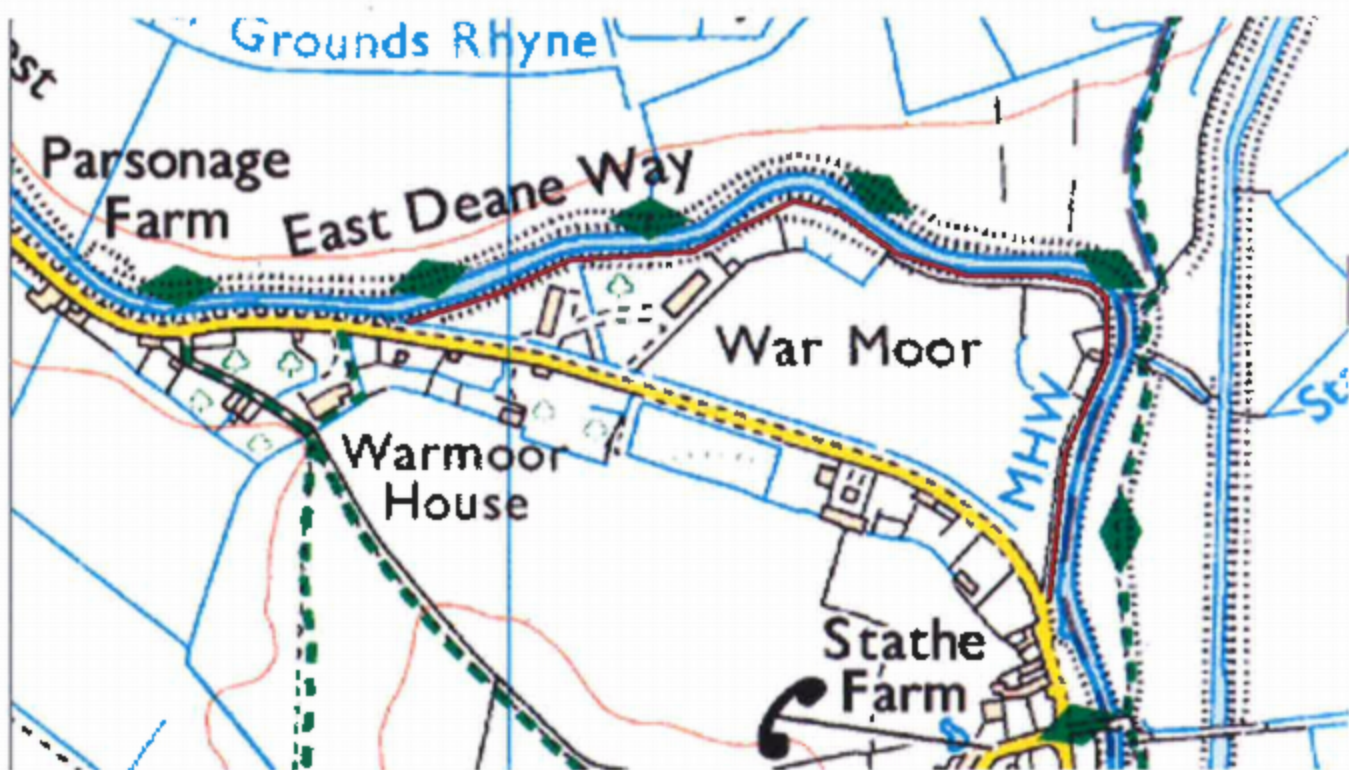 Grounds Rhyne
Parsonage
Farm
East Deane Way
War Moor
MHW
Warmoor
House
Stathe
Farm